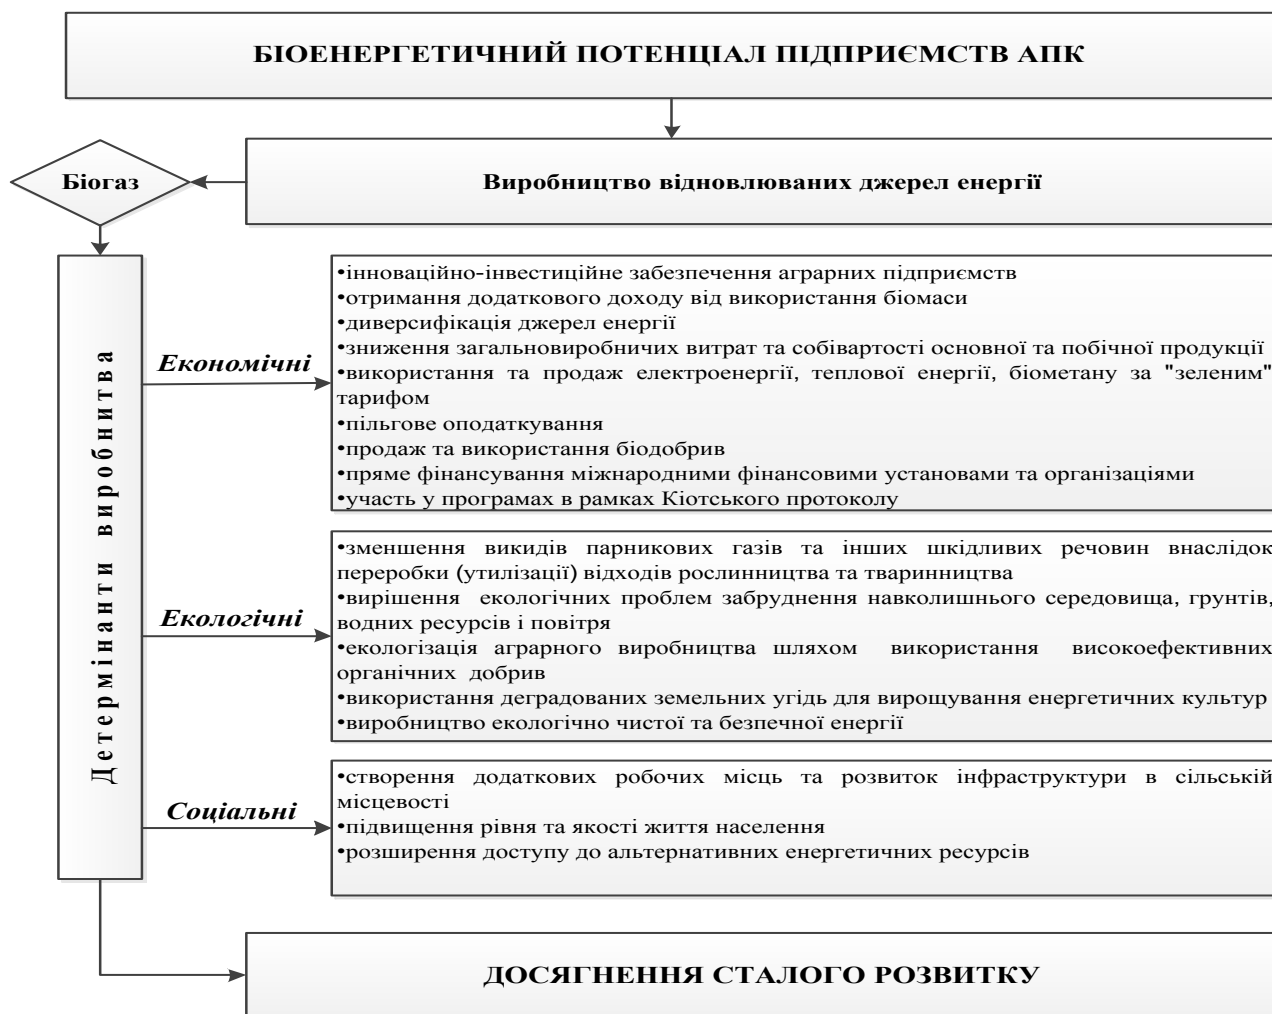 БІОЕНЕРГЕТИЧНИЙ ПОТЕНЦІАЛ ПІДПРИЄМСТВ АПК
Біогаз
Виробництво відновлюваних джерел енергії
Детермінанти виробнитва
Економічні
•інноваційно-інвестиційне забезпечення аграрних підприємств
•отримання додаткового доходу від використання біомаси
•диверсифікація джерел енергії
•зниження загальновиробничих витрат та собівартості основної та побічної продукції
•використання та продаж електроенергії, теплової енергії, біометану за "зеленим"
тарифом
•пільгове оподаткування
•продаж та використання біодобрив
•пряме фінансування міжнародними фінансовими установами та організаціями
•участь у програмах в рамках Кіотського протоколу
Екологічні
•зменшення викидів парникових газів та інших шкідливих речовин внаслідок
переробки (утилізації) відходів рослинництва та тваринництва
•вирішення екологічних проблем забруднення навколишнього середовища, грунтів,
водних ресурсів і повітря
•екологізація аграрного виробництва шляхом використання високоефективних
органічних добрив
•використання деградованих земельних угідь для вирощування енергетичних культур
•виробництво екологічно чистої та безпечної енергії
Соціальні
•створення додаткових робочих місць та розвиток інфраструктури в сільській
місцевості
•підвищення рівня та якості життя населення
•розширення доступу до альтернативних енергетичних ресурсів
ДОСЯГНЕННЯ СТАЛОГО РОЗВИТКУ